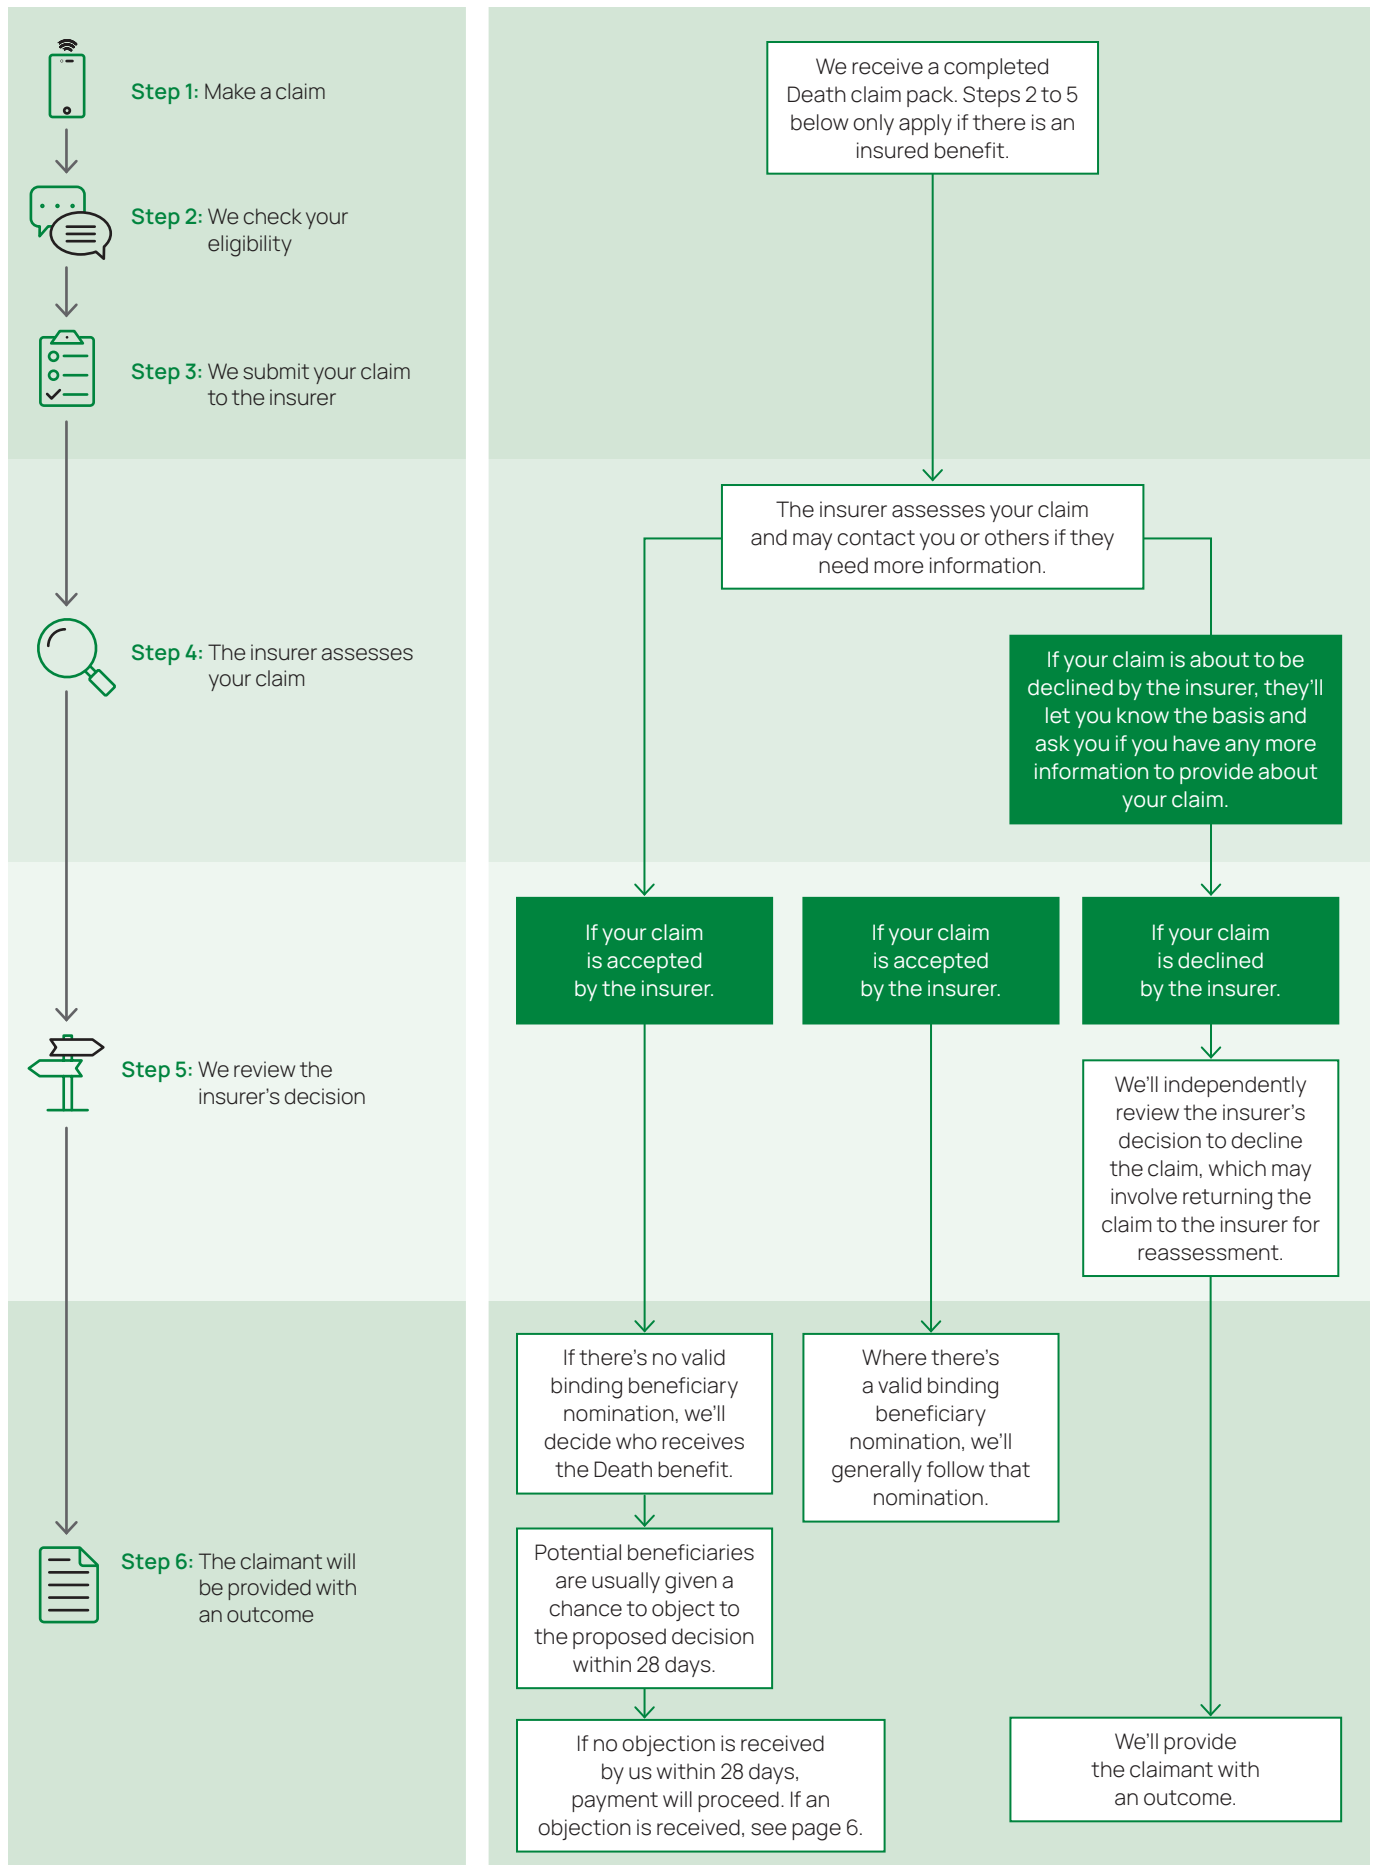 Step 1: Make a claim
Step 2: We check your
eligibility
Step 3: We submit your claim
to the insurer
Step 4: The insurer assesses
your claim
Step 5: We review the
insurer's decision
Step 6: The claimant will
be provided with
an outcome
We receive a completed
Death claim pack. Steps 2 to 5
below only apply if there is an
insured benefit.
The insurer assesses your claim
and may contact you or others if they
need more information.
If your claim is about to be
declined by the insurer, they'll
let you know the basis and
ask you if you have any more
information to provide about
your claim.
If your claim
is accepted
by the insurer.
If your claim
is accepted
by the insurer.
If your claim
is declined
by the insurer.
We'll independently
review the insurer's
decision to decline
the claim, which may
involve returning the
claim to the insurer for
reassessment.
If there's no valid
binding beneficiary
nomination, we'll
decide who receives
the Death benefit.
Where there's
a valid binding
beneficiary
nomination, we'll
generally follow that
nomination.
Potential beneficiaries
are usually given a
chance to object to
the proposed decision
within 28 days.
If no objection is received
by us within 28 days,
payment will proceed. If an
objection is received, see page 6.
We'll provide
the claimant with
an outcome.